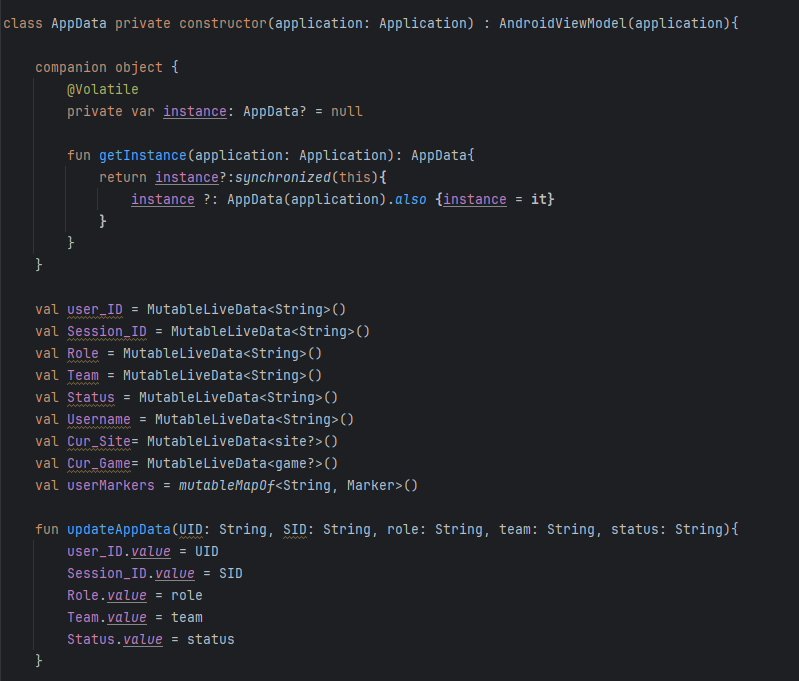 class AppData private constructor(application: Application) : AndroidViewModel(application){
companion object {
@Volatile
private var instance: AppData? = null
fun getInstance(application: Application): AppData{
return instance?:synchronized(this){
instance ?: AppData(application).also {instance = it}
}
}
}
val user_ID = MutableLiveData<String>()
val Session_ID = MutableLiveData<String>()
val Role = MutableLiveData<String>()
val Team = MutableLiveData<String>()
val Status = MutableLiveData<String>()
val Username = MutableLiveData<String>()
val Cur_Site= MutableLiveData<site?>()
val Cur_Game= MutableLiveData<game?>()
val userMarkers = mutableMapOf<String, Marker>()
fun updateAppData(UID: String, SID: String, role: String, team: String, status: String){
user_ID.value = UID
Session_ID.value = SID
Role.value = role
Team.value = team
Status.value = status
}